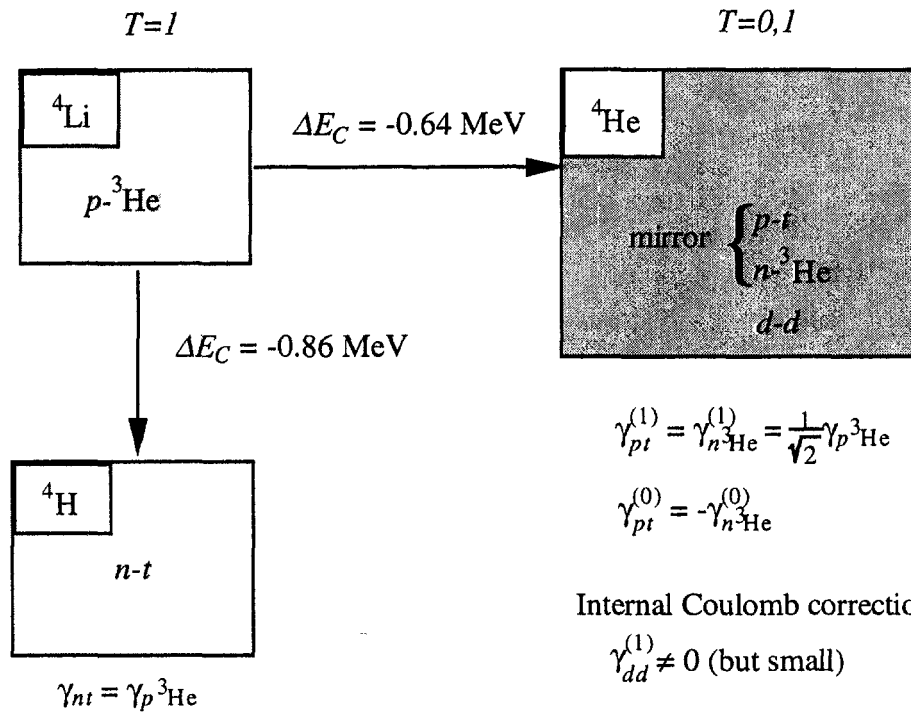 T=1
T=0,1
⁴Li
p-³He
ΔE_C = -0.64 MeV
⁴He
mirror { p-t
n-³He
d-d
ΔE_C = -0.86 MeV
⁴H
n-t
γ_nt = γ_p³He
γ_pt^(1) = γ_n³He^(1) = 1/√2 γ_p³He
γ_pt^(0) = -γ_n³He^(0)
Internal Coulomb correctio
γ_dd^(1) ≠ 0 (but small)